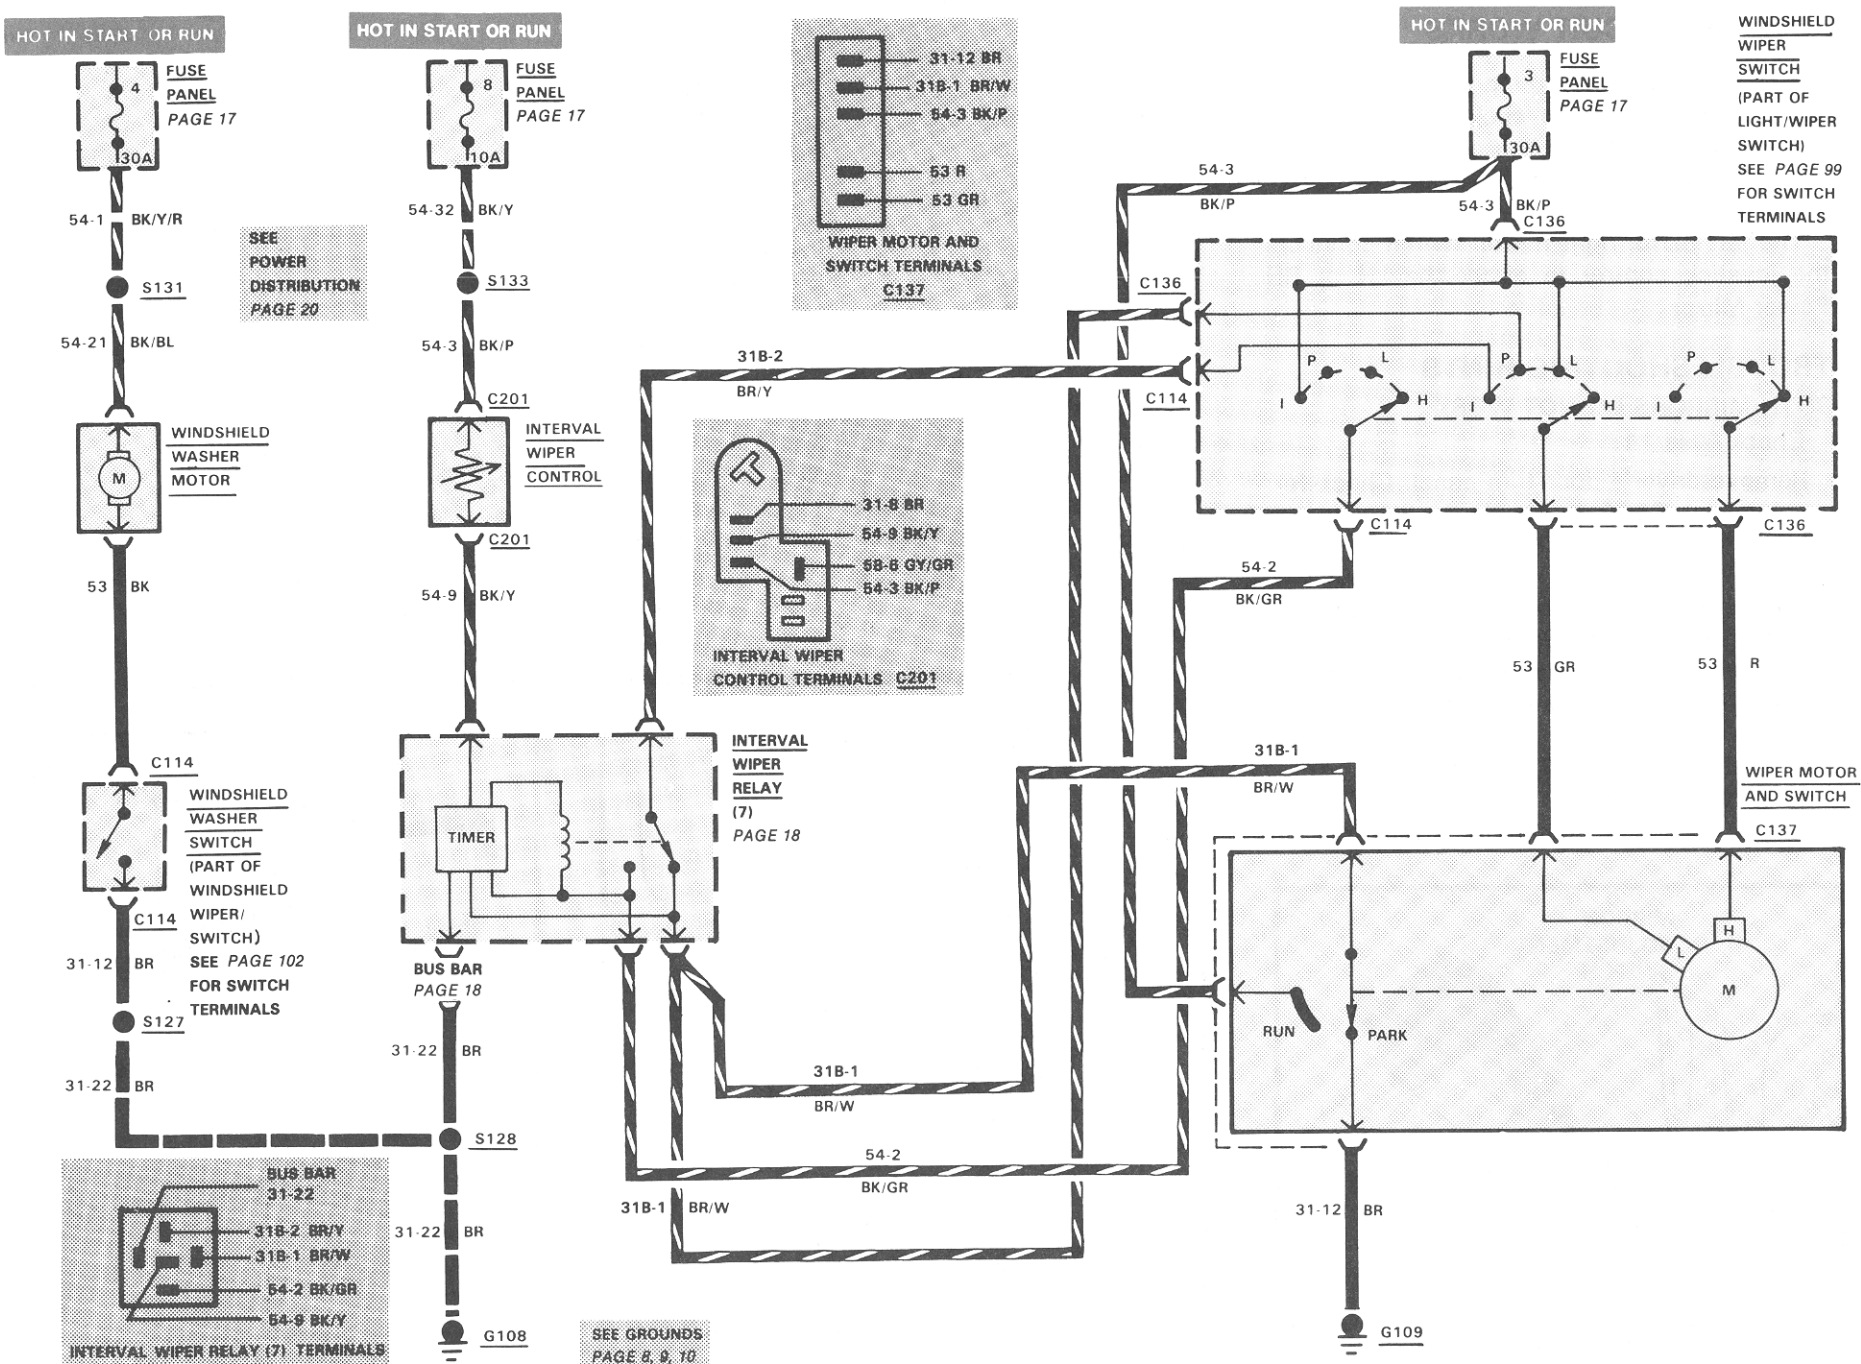 HOT IN START OR RUN
4
30A
FUSE
PANEL
PAGE 17
54-1 BK/Y/R
S131
54-21 BK/BL
M
WINDSHIELD
WASHER
MOTOR
53 BK
C114
WINDSHIELD
WASHER
SWITCH
(PART OF
WINDSHIELD
WIPER/
SWITCH)
SEE PAGE 102
FOR SWITCH
TERMINALS
C114
31-12 BR
S127
31-22 BR
SEE
POWER
DISTRIBUTION
PAGE 20
HOT IN START OR RUN
8
10A
FUSE
PANEL
PAGE 17
54-32 BK/Y
S133
54-3 BK/P
C201
INTERVAL
WIPER
CONTROL
C201
54-9 BK/Y
TIMER
INTERVAL
WIPER
RELAY
(7)
PAGE 18
BUS BAR
PAGE 18
31-22 BR
S128
31-22 BR
G108
BUS BAR
31-22
31B-2 BR/Y
31B-1 BR/W
54-2 BK/GR
54-9 BK/Y
INTERVAL WIPER RELAY (7) TERMINALS
SEE GROUNDS
PAGE 8, 9, 10
31-12 BR
31B-1 BR/W
54-3 BK/P
53 R
53 GR
WIPER MOTOR AND
SWITCH TERMINALS
C137
31B-2
BR/Y
31-8 BR
54-9 BK/Y
58-6 GY/GR
54-3 BK/P
INTERVAL WIPER
CONTROL TERMINALS C201
31B-1
BR/W
54-2
BK/GR
31B-1 BR/W
HOT IN START OR RUN
3
30A
FUSE
PANEL
PAGE 17
54-3
BK/P
54-3 BK/P
C136
WINDSHIELD
WIPER
SWITCH
(PART OF
LIGHT/WIPER
SWITCH)
SEE PAGE 99
FOR SWITCH
TERMINALS
C136
C114
I P L H
I P L H
I P L H
C114
C136
54-2
BK/GR
53 GR
53 R
31B-1
BR/W
WIPER MOTOR
AND SWITCH
C137
H
L
M
RUN
PARK
31-12 BR
G109